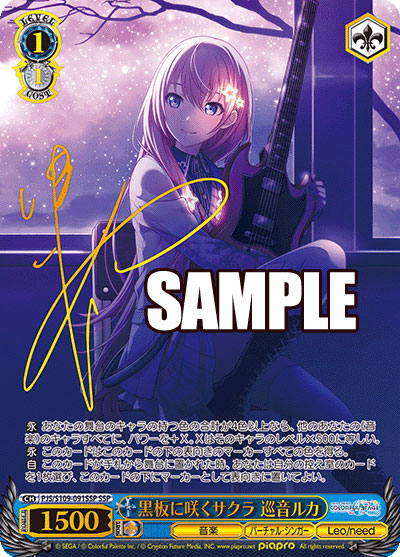 LEVEL
1
1
COST
SAMPLE
永 あなたの舞台のキャラの持つ色の合計が4色以上なら、他のあなたの《音
楽》のキャラすべてに、パワーを＋X。Xはそのキャラのレベル×500に等しい。
永 このカードはこのカードの下の表向きのマーカーすべての色を得る。
自 このカードが手札から舞台に置かれた時、あなたは自分の控え室のカード
を1枚選び、このカードの下にマーカーとして表向きに置いてよい。
CH PJS/S109-091SSP SSP
黒板に咲くサクラ 巡音ルカ
COLORFUL STAGE!
POWER
1500
SOUL
音楽
バーチャル・シンガー
Leo/need
© SEGA / © Colorful Palette Inc. / © Crypton Future Media, INC. www.piapro.net piapro All rights reserved.